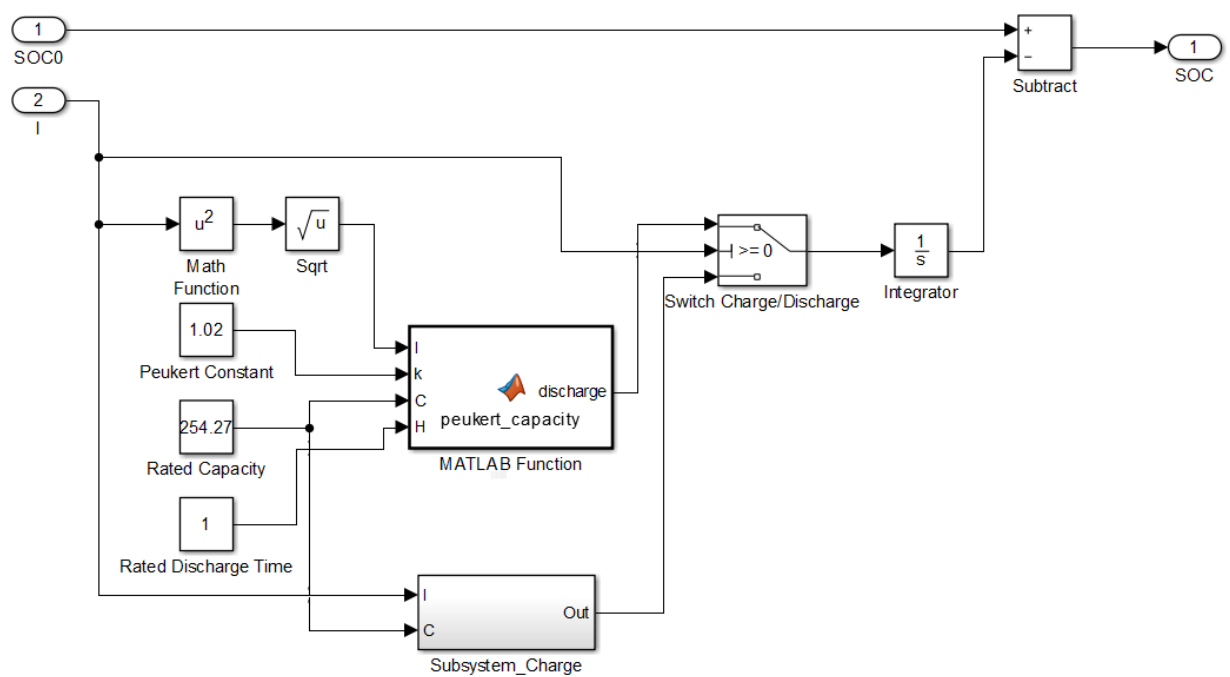 1
SOC0
+
−
Subtract
1
SOC
2
I
u²
Math
Function
√u
Sqrt
>= 0
Switch Charge/Discharge
1
s
Integrator
1.02
Peukert Constant
254.27
Rated Capacity
1
Rated Discharge Time
I
k
C
H
discharge
peukert_capacity
MATLAB Function
I
C
Out
Subsystem_Charge